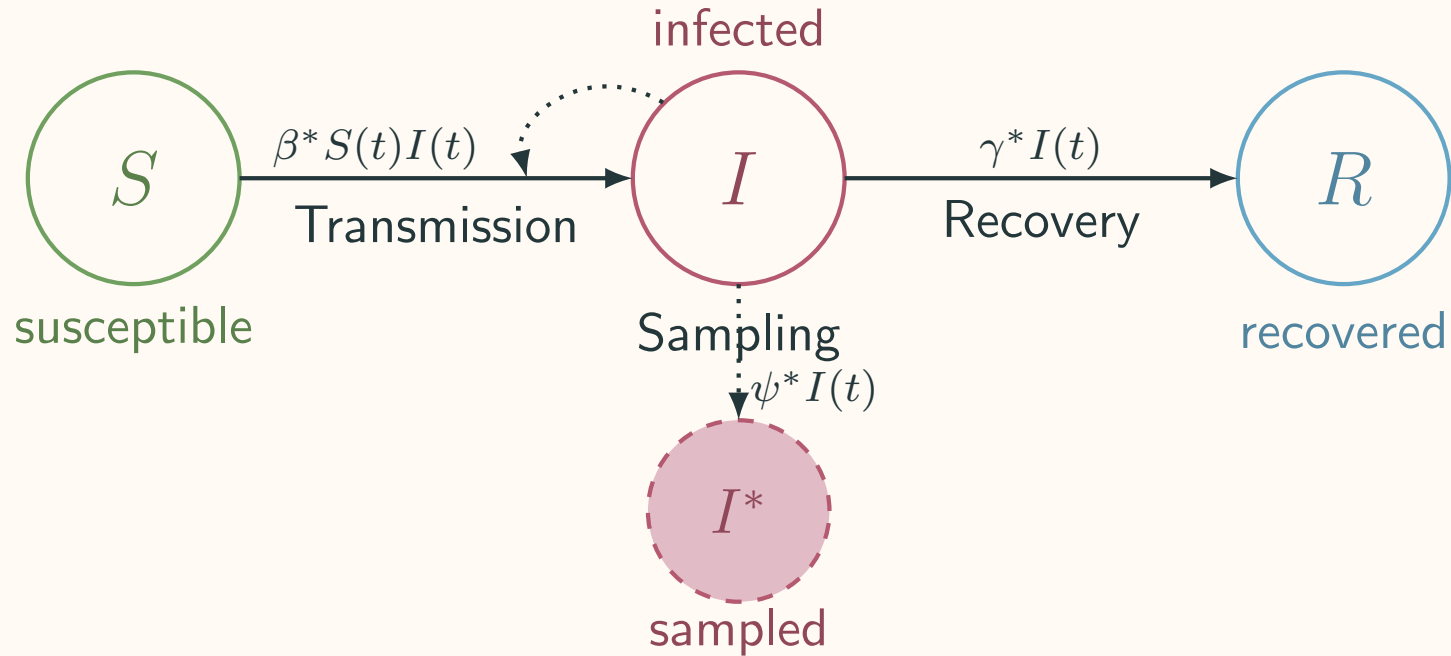 infected
β*S(t)I(t)
γ*I(t)
S
I
R
Transmission
Recovery
susceptible
Sampling
recovered
ψ*I(t)
I*
sampled